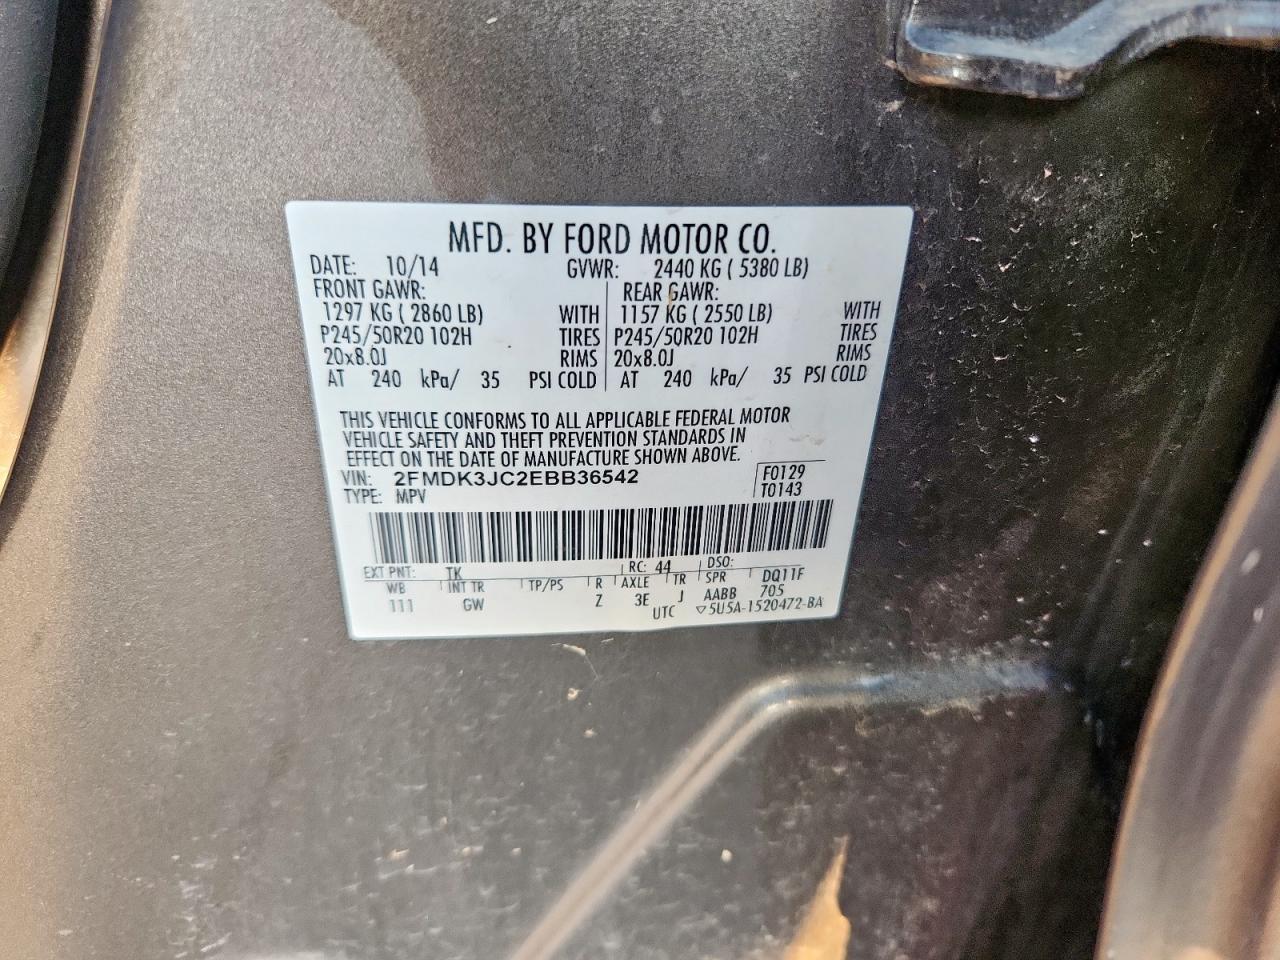 MFD. BY FORD MOTOR CO.
DATE: 10/14 GVWR: 2440 KG ( 5380 LB)
FRONT GAWR: REAR GAWR:
1297 KG ( 2860 LB) WITH 1157 KG ( 2550 LB) WITH
P245/50R20 102H TIRES P245/50R20 102H TIRES
20x8.0J RIMS 20x8.0J RIMS
AT 240 kPa/ 35 PSI COLD AT 240 kPa/ 35 PSI COLD
THIS VEHICLE CONFORMS TO ALL APPLICABLE FEDERAL MOTOR
VEHICLE SAFETY AND THEFT PREVENTION STANDARDS IN
EFFECT ON THE DATE OF MANUFACTURE SHOWN ABOVE.
VIN: 2FMDK3JC2EBB36542 F0129
TYPE: MPV T0143
EXT PNT: TK RC: 44 DSO:
WB INT TR TP/PS R AXLE TR SPR DQ11F
111 GW Z 3E J AABB 705
UTC ▽5U5A-1520472-BA